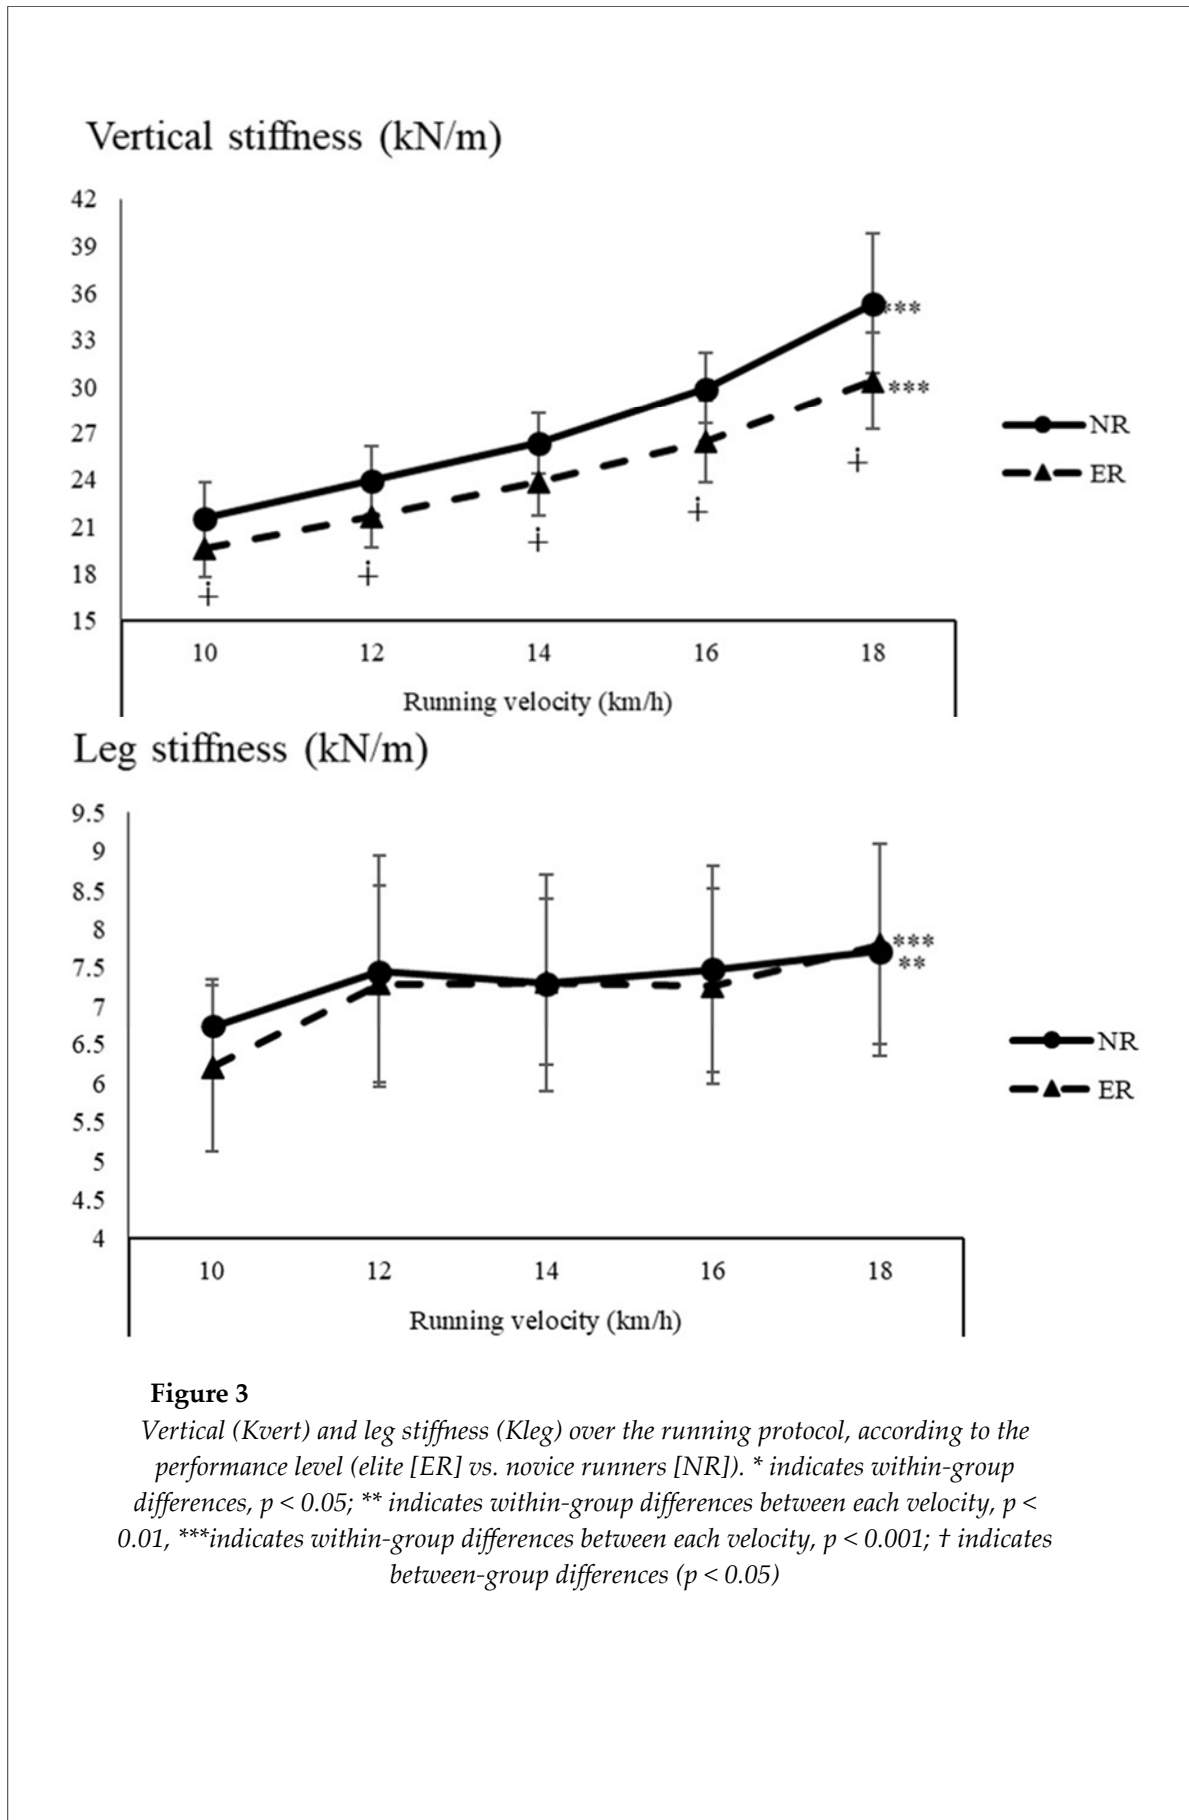 Vertical stiffness (kN/m)
42
39
36
33
30
27
24
21
18
15
***
***
†
†
†
†
†
NR
ER
10 12 14 16 18
Running velocity (km/h)
Leg stiffness (kN/m)
9.5
9
8.5
8
7.5
7
6.5
6
5.5
5
4.5
4
***
**
NR
ER
10 12 14 16 18
Running velocity (km/h)
Figure 3
Vertical (Kvert) and leg stiffness (Kleg) over the running protocol, according to the
performance level (elite [ER] vs. novice runners [NR]). * indicates within-group
differences, p < 0.05; ** indicates within-group differences between each velocity, p <
0.01, ***indicates within-group differences between each velocity, p < 0.001; † indicates
between-group differences (p < 0.05)